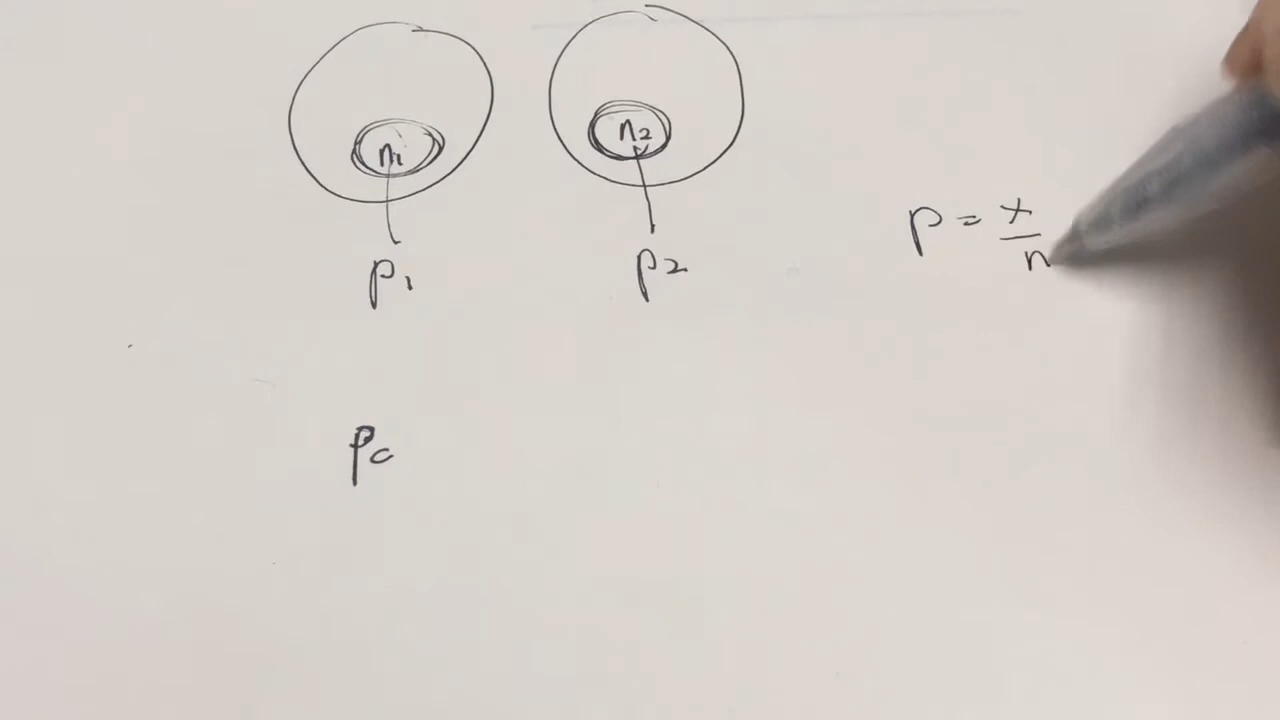 n1 n2
p1 p2
p = x/n
pc